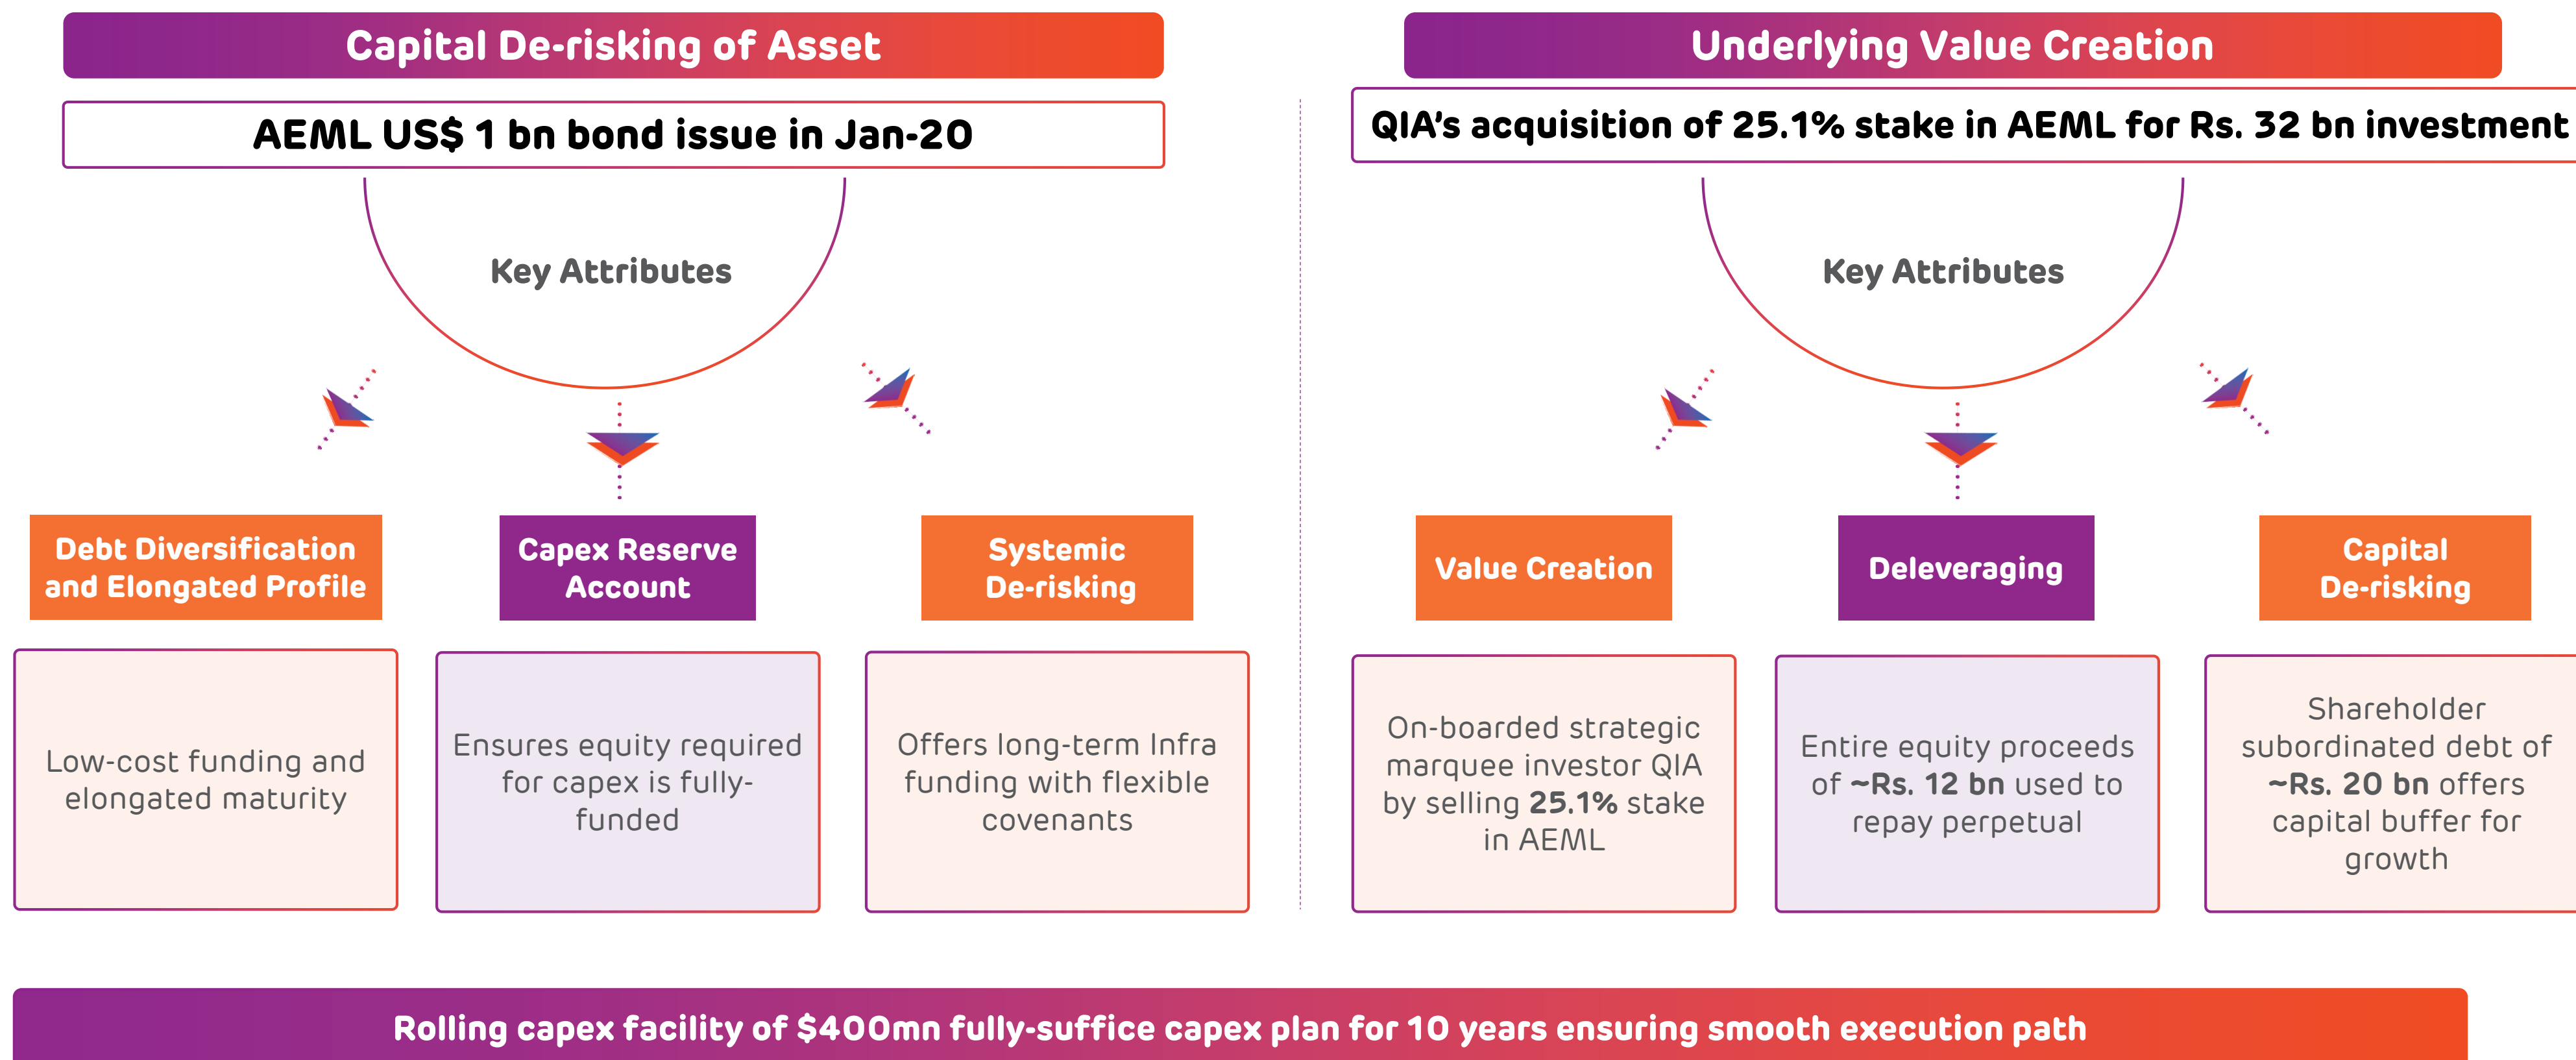 Capital De-risking of Asset
AEML US$ 1 bn bond issue in Jan-20
Key Attributes
Debt Diversification
and Elongated Profile
Low-cost funding and
elongated maturity
Capex Reserve
Account
Ensures equity required
for capex is fully-
funded
Systemic
De-risking
Offers long-term Infra
funding with flexible
covenants
Underlying Value Creation
QIA's acquisition of 25.1% stake in AEML for Rs. 32 bn investment
Key Attributes
Value Creation
On-boarded strategic
marquee investor QIA
by selling 25.1% stake
in AEML
Deleveraging
Entire equity proceeds
of ~Rs. 12 bn used to
repay perpetual
Capital
De-risking
Shareholder
subordinated debt of
~Rs. 20 bn offers
capital buffer for
growth
Rolling capex facility of $400mn fully-suffice capex plan for 10 years ensuring smooth execution path